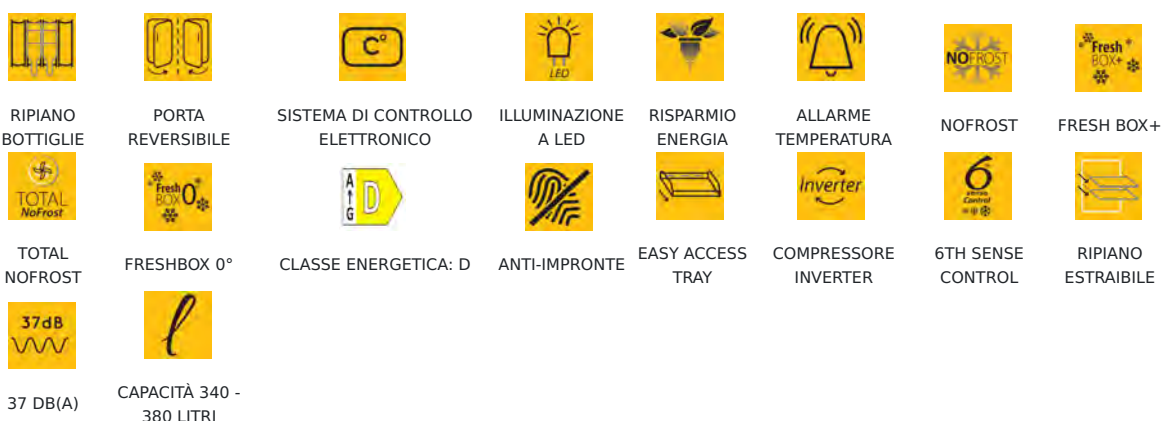 C°
LED
NOFROST
Fresh
BOX+
RIPIANO
BOTTIGLIE
PORTA
REVERSIBILE
SISTEMA DI CONTROLLO
ELETTRONICO
ILLUMINAZIONE
A LED
RISPARMIO
ENERGIA
ALLARME
TEMPERATURA
NOFROST
FRESH BOX+
TOTAL
NoFrost
Fresh
BOX 0°
A
G
D
Inverter
6
Control
TOTAL
NOFROST
FRESHBOX 0°
CLASSE ENERGETICA: D
ANTI-IMPRONTE
EASY ACCESS
TRAY
COMPRESSORE
INVERTER
6TH SENSE
CONTROL
RIPIANO
ESTRAIBILE
37dB
ℓ
37 DB(A)
CAPACITÀ 340 -
380 LITRI